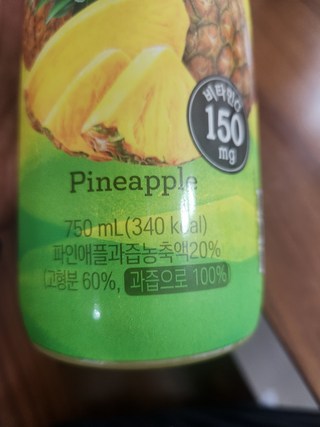 비타민C
150
mg
Pineapple
750 mL(340 kcal)
파인애플과즙농축액20%
(고형분 60%, 과즙으로 100%)